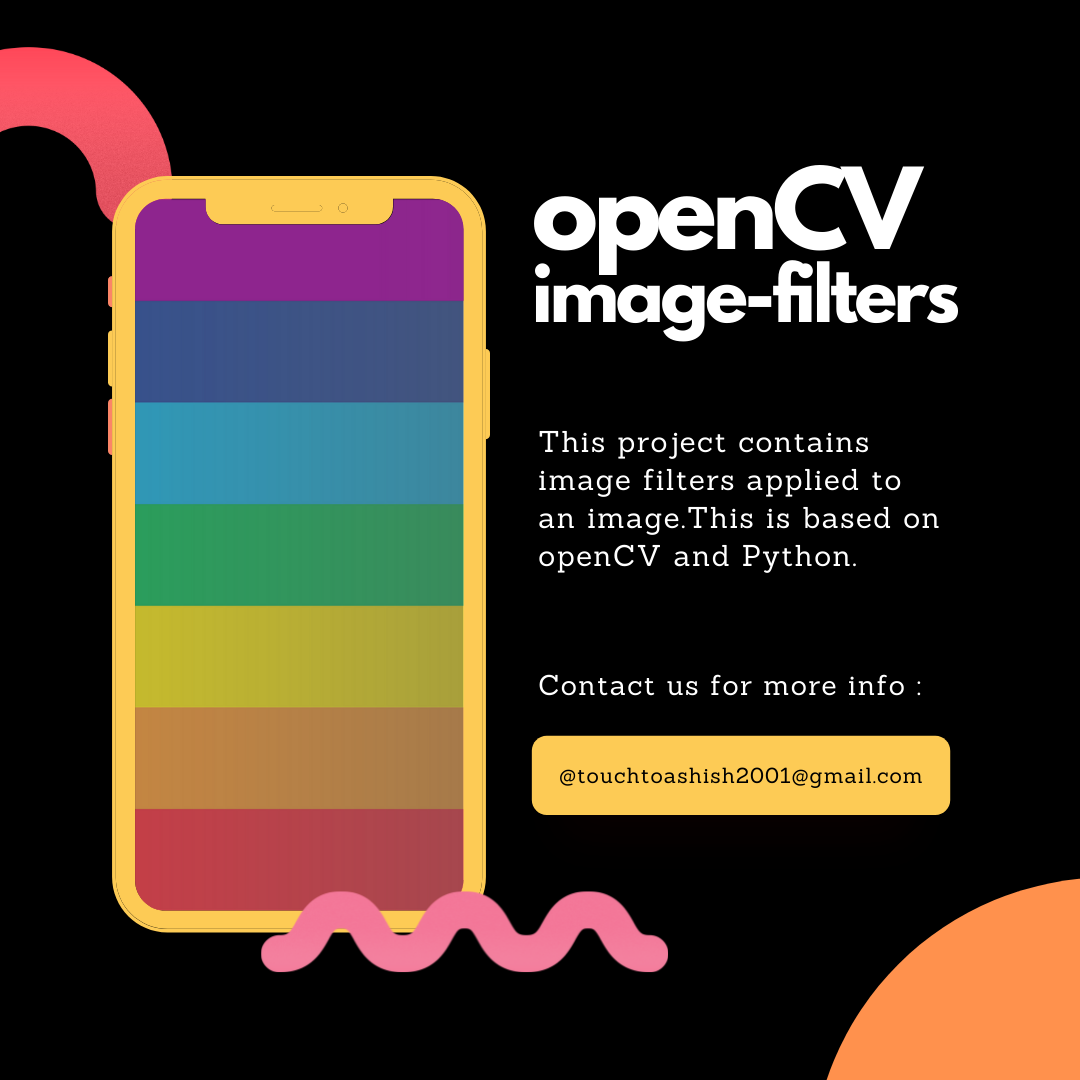 openCV
image-filters
This project contains
image filters applied to
an image.This is based on
openCV and Python.
Contact us for more info :
@touchtoashish2001@gmail.com